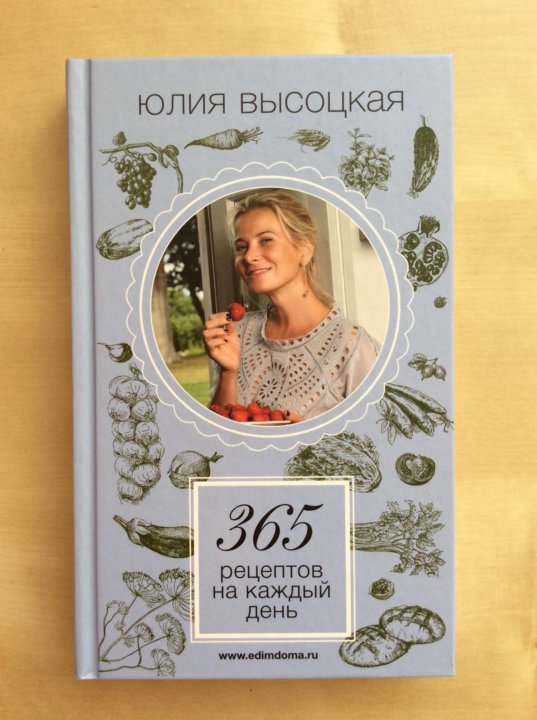 ЮЛИЯ ВЫСОЦКАЯ
365
рецептов
на каждый
день
www.edimdoma.ru